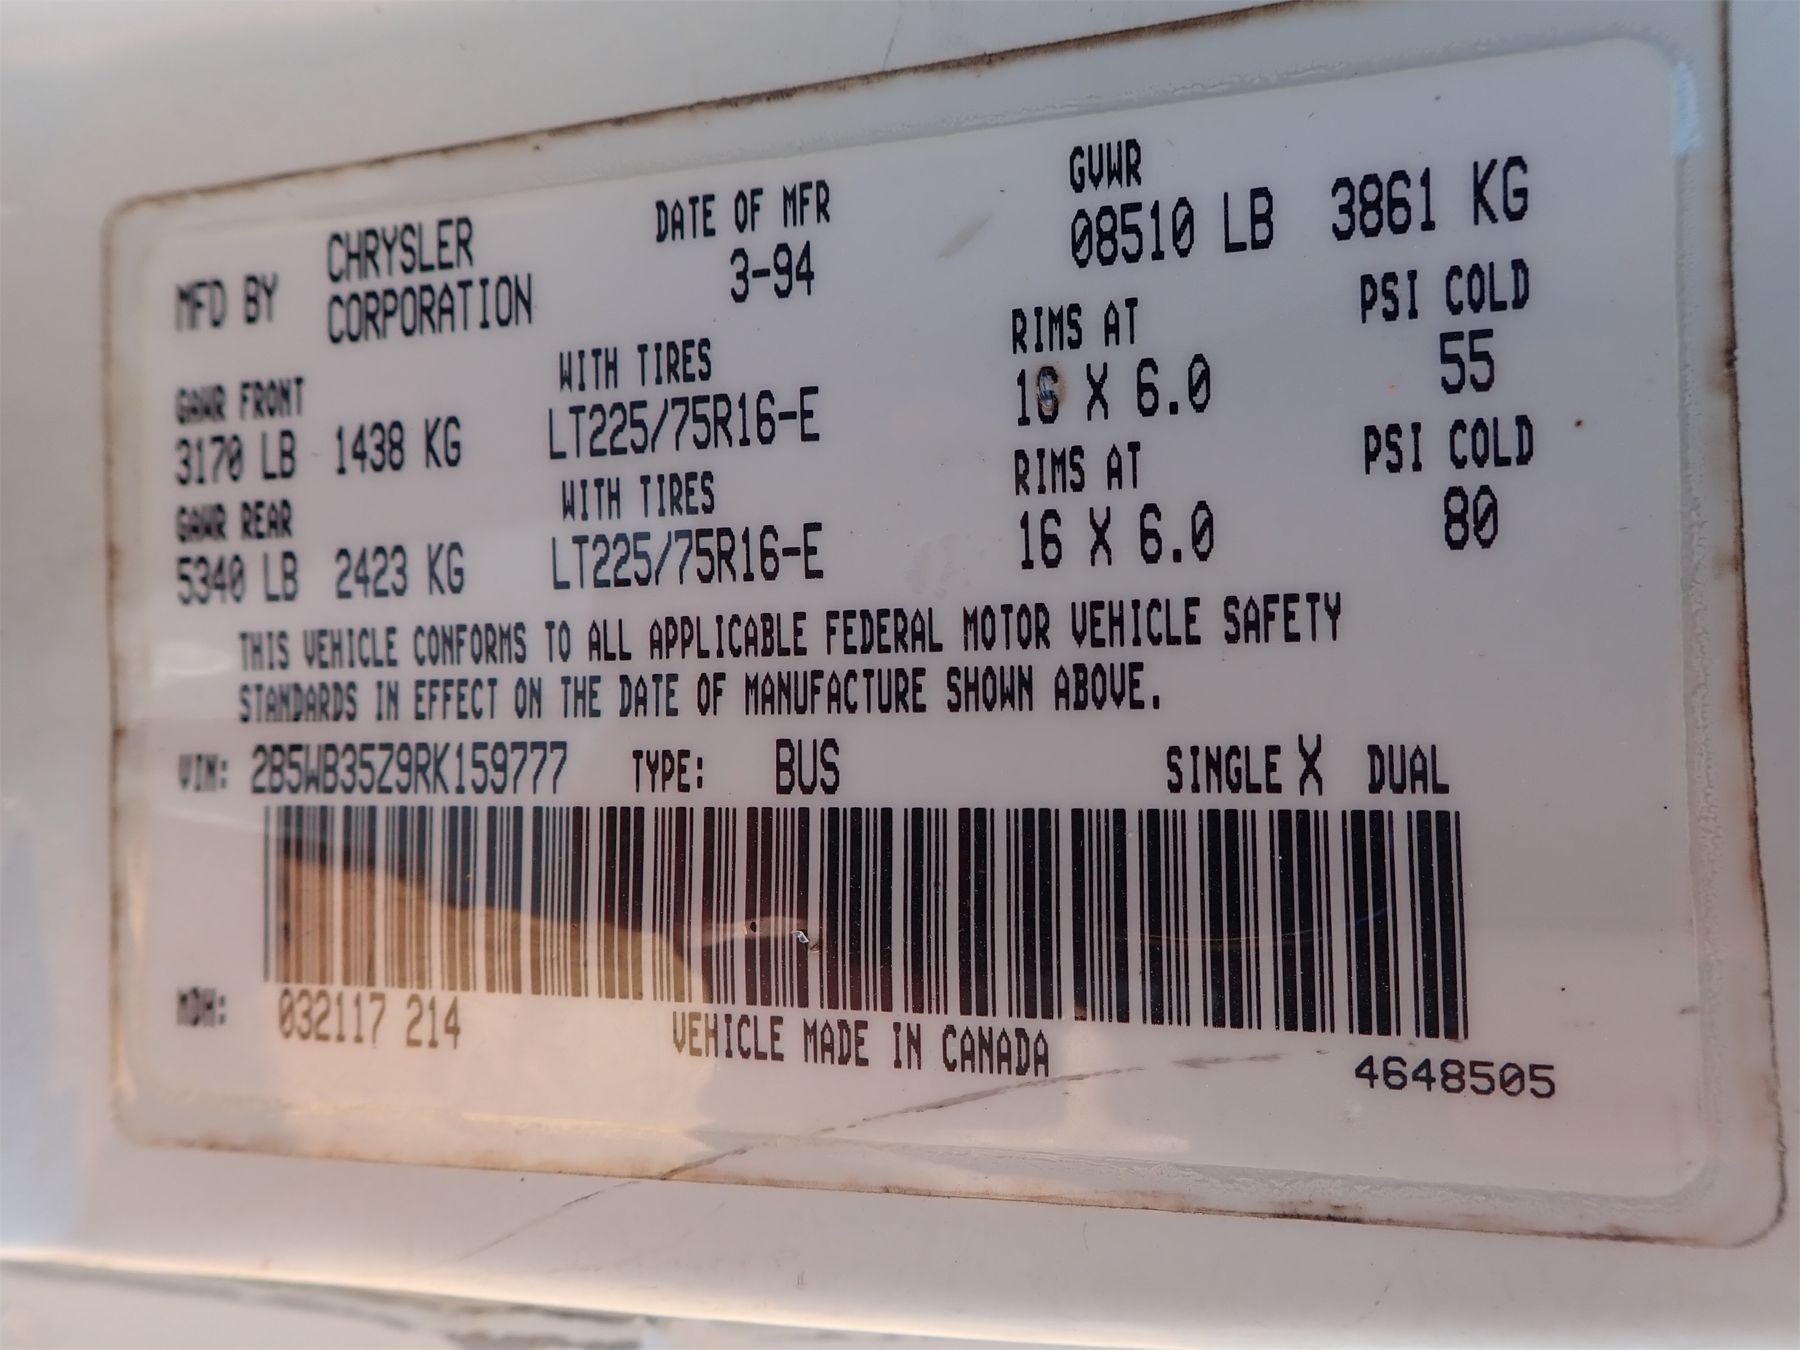 MFD BY CHRYSLER CORPORATION
DATE OF MFR 3-94
GVWR 08510 LB 3861 KG
GAWR FRONT WITH TIRES RIMS AT PSI COLD
3170 LB 1438 KG LT225/75R16-E 16 X 6.0 55
GAWR REAR WITH TIRES RIMS AT PSI COLD
5340 LB 2423 KG LT225/75R16-E 16 X 6.0 80
THIS VEHICLE CONFORMS TO ALL APPLICABLE FEDERAL MOTOR VEHICLE SAFETY
STANDARDS IN EFFECT ON THE DATE OF MANUFACTURE SHOWN ABOVE.
VIN: 2B5WB35Z9RK159777 TYPE: BUS SINGLE X DUAL
MDH: 032117 214 VEHICLE MADE IN CANADA 4648505